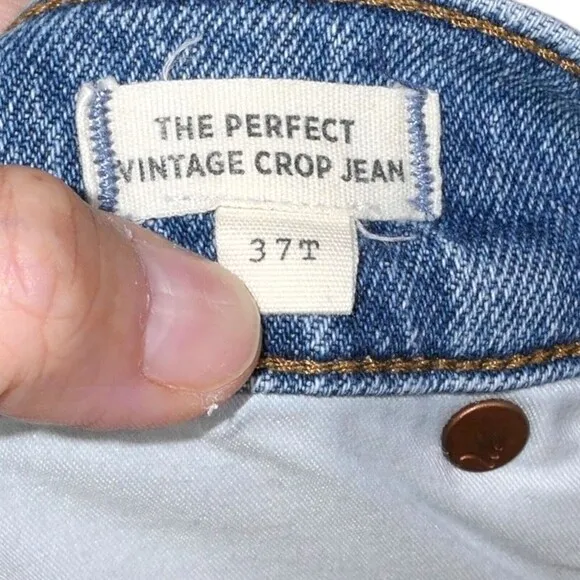 THE PERFECT
VINTAGE CROP JEAN
37T